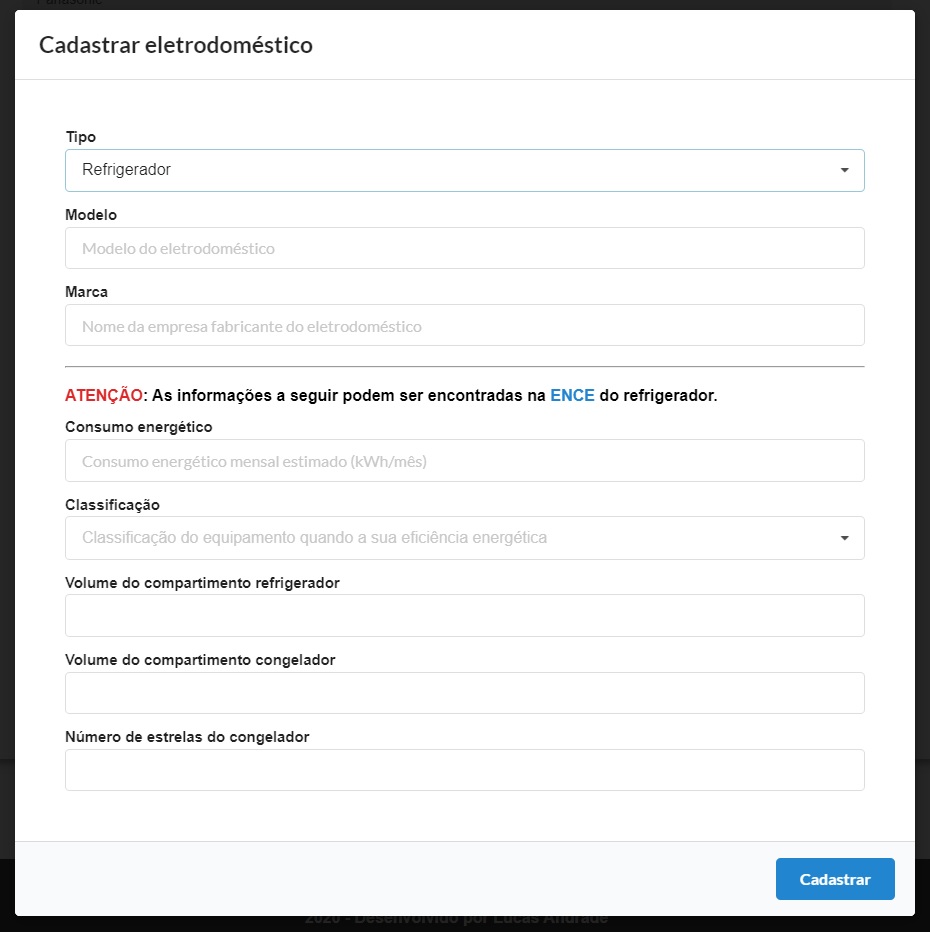 Panasonic
Cadastrar eletrodoméstico
Tipo
Refrigerador
Modelo
Modelo do eletrodoméstico
Marca
Nome da empresa fabricante do eletrodoméstico
ATENÇÃO: As informações a seguir podem ser encontradas na ENCE do refrigerador.
Consumo energético
Consumo energético mensal estimado (kWh/mês)
Classificação
Classificação do equipamento quando a sua eficiência energética
Volume do compartimento refrigerador
Volume do compartimento congelador
Número de estrelas do congelador
Cadastrar
2020 - Desenvolvido por Lucas Andrade